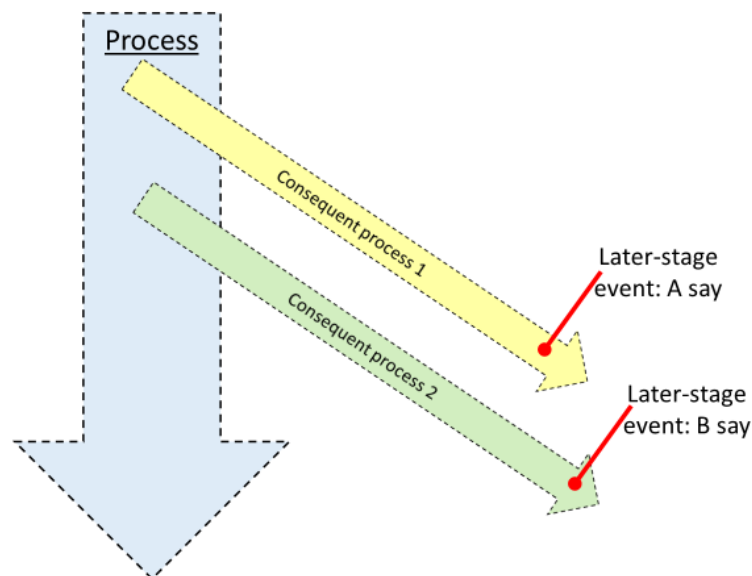 Process
Consequent process 1
Later-stage
event: A say
Consequent process 2
Later-stage
event: B say